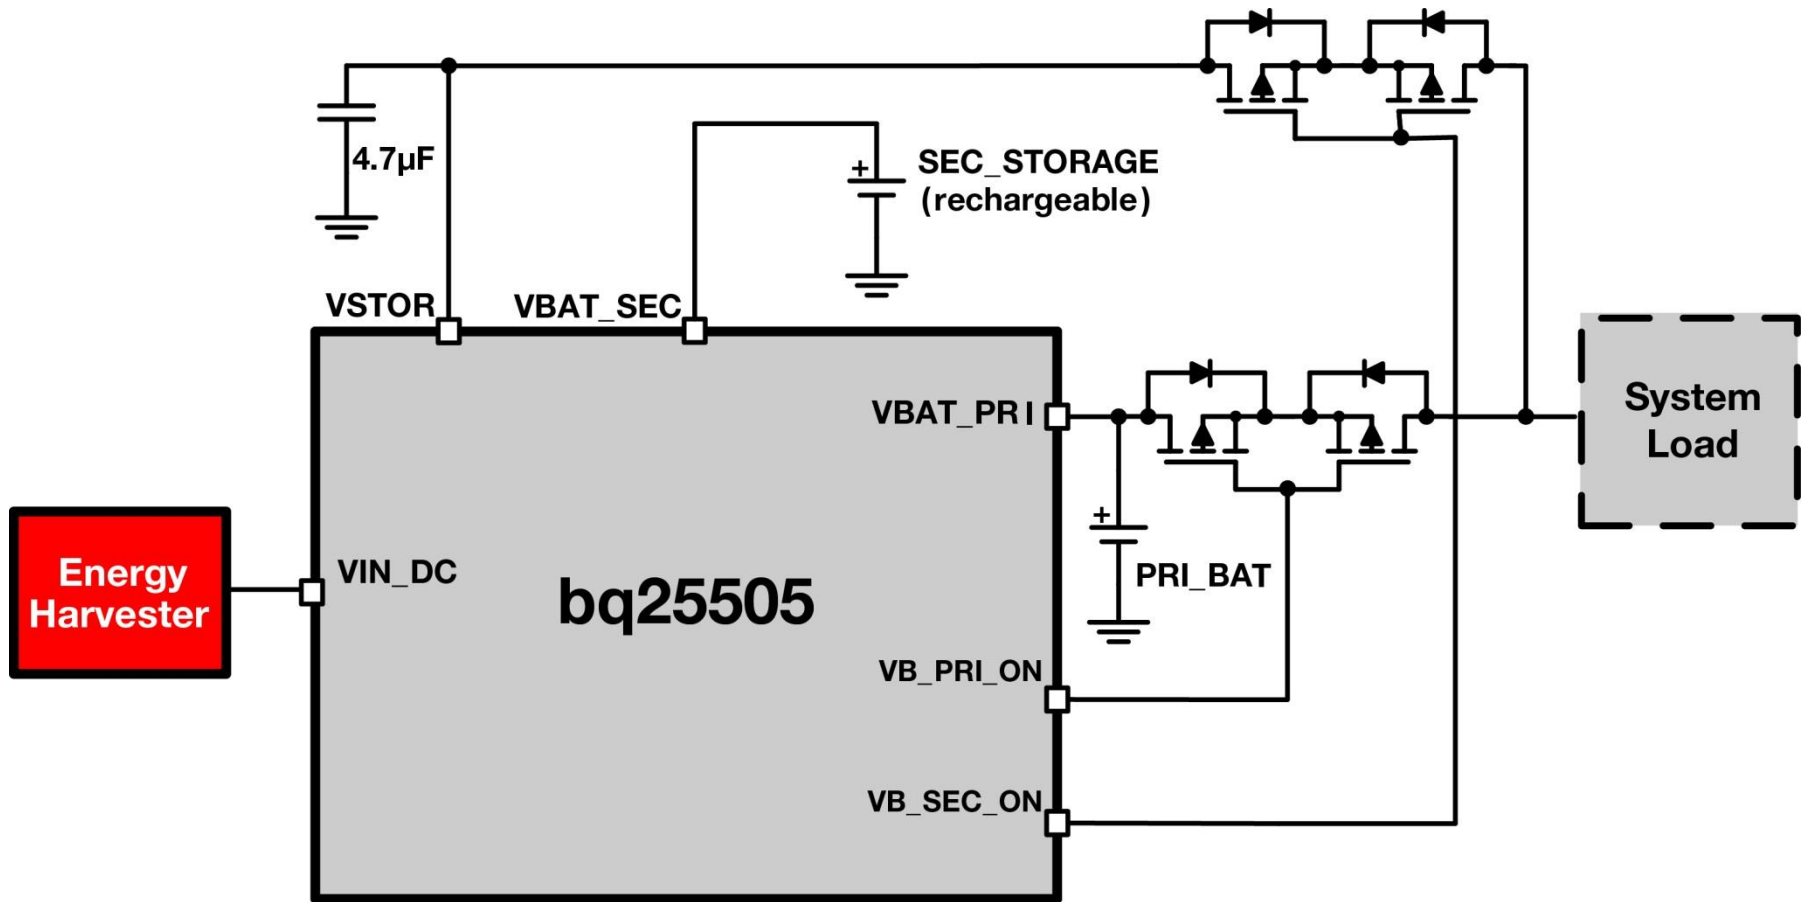 4.7µF
+
SEC_STORAGE
(rechargeable)
VSTOR
VBAT_SEC
VBAT_PRI
System
Load
+
PRI_BAT
Energy
Harvester
VIN_DC
bq25505
VB_PRI_ON
VB_SEC_ON